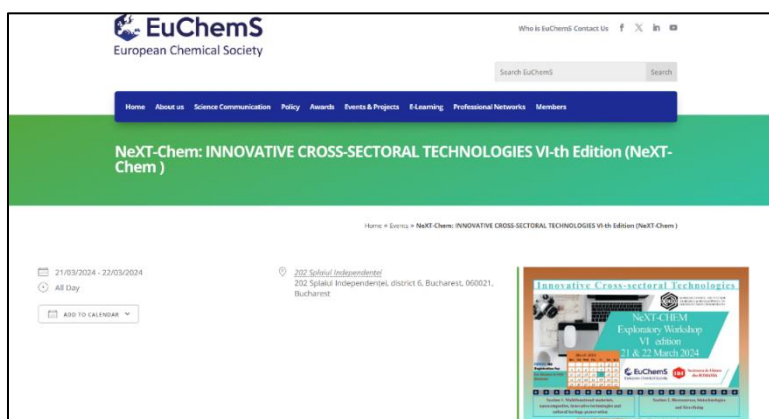 EuChemS
European Chemical Society
Who is EuChemS Contact Us
Search EuChemS
Search
Home About us Science Communication Policy Awards Events & Projects E-Learning Professional Networks Members
NeXT-Chem: INNOVATIVE CROSS-SECTORAL TECHNOLOGIES VI-th Edition (NeXT-
Chem )
Home » Events » NeXT-Chem: INNOVATIVE CROSS-SECTORAL TECHNOLOGIES VI-th Edition (NeXT-Chem )
21/03/2024 - 22/03/2024
All Day
ADD TO CALENDAR
202 Splaiul Independentei
202 Splaiul Independenței, district 6, Bucharest, 060021,
Bucharest
Innovative Cross-sectoral Technologies
NeXT-CHEM
Exploratory Workshop
VI edition
21 & 22 March 2024
March 2024
EuChemS